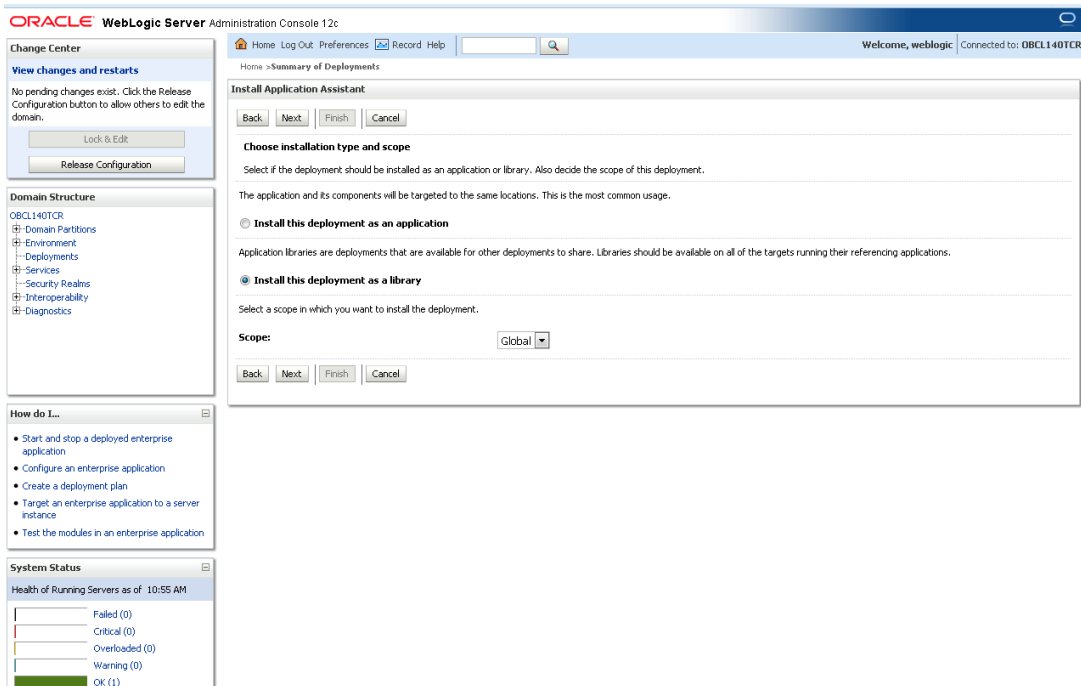 ORACLE WebLogic Server Administration Console 12c
Change Center
View changes and restarts
No pending changes exist. Click the Release
Configuration button to allow others to edit the
domain.
Lock & Edit
Release Configuration
Domain Structure
OBCL140TCR
Domain Partitions
Environment
Deployments
Services
Security Realms
Interoperability
Diagnostics
How do I...
Start and stop a deployed enterprise
application
Configure an enterprise application
Create a deployment plan
Target an enterprise application to a server
instance
Test the modules in an enterprise application
System Status
Health of Running Servers as of 10:55 AM
Failed (0)
Critical (0)
Overloaded (0)
Warning (0)
OK (1)
Home Log Out Preferences Record Help
Welcome, weblogic Connected to: OBCL140TCR
Home >Summary of Deployments
Install Application Assistant
Back Next Finish Cancel
Choose installation type and scope
Select if the deployment should be installed as an application or library. Also decide the scope of this deployment.
The application and its components will be targeted to the same locations. This is the most common usage.
Install this deployment as an application
Application libraries are deployments that are available for other deployments to share. Libraries should be available on all of the targets running their referencing applications.
Install this deployment as a library
Select a scope in which you want to install the deployment.
Scope: Global
Back Next Finish Cancel